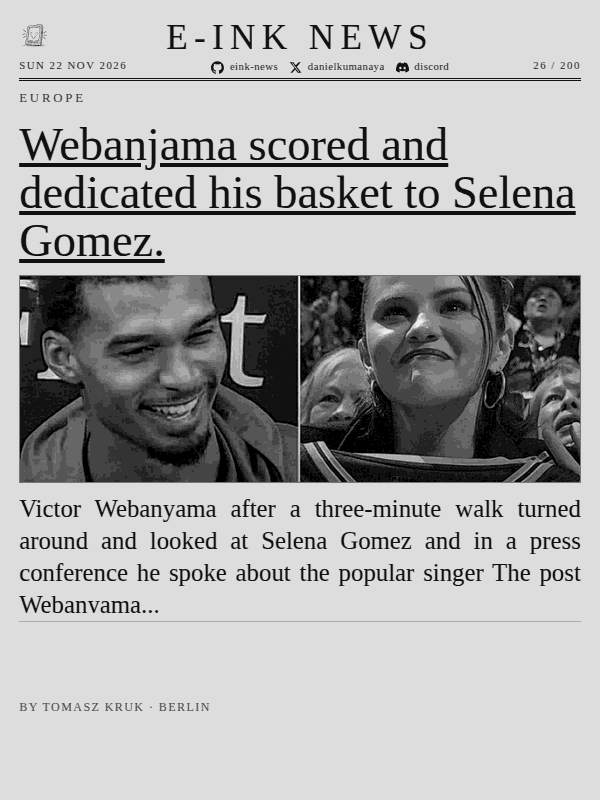 E-INK NEWS
SUN 22 NOV 2026
eink-news danielkumanaya discord
26 / 200
EUROPE
Webanjama scored and
dedicated his basket to Selena
Gomez.
t
Victor Webanyama after a three-minute walk turned
around and looked at Selena Gomez and in a press
conference he spoke about the popular singer The post
Webanvama...
BY TOMASZ KRUK · BERLIN